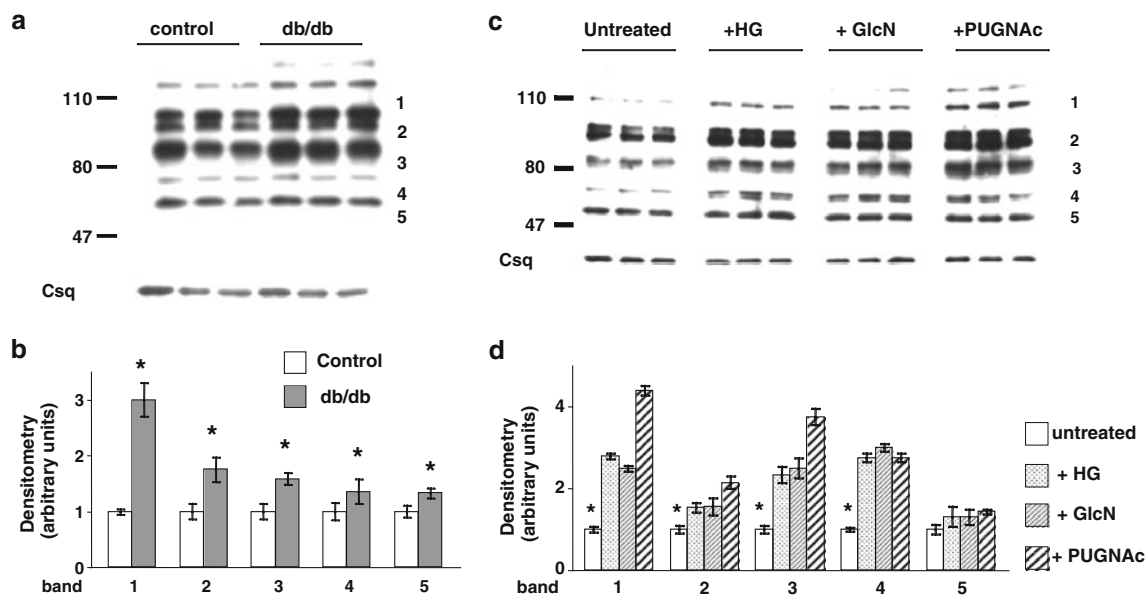 a
control db/db
110
80
47
1
2
3
4
5
Csq
b
Control
db/db
Densitometry
(arbitrary units)
3
2
1
0
* * * * *
band 1 2 3 4 5
c
Untreated +HG + GlcN +PUGNAc
110
80
47
1
2
3
4
5
Csq
d
Densitometry
(arbitrary units)
4
2
0
* * * *
band 1 2 3 4 5
untreated
+ HG
+ GlcN
+ PUGNAc